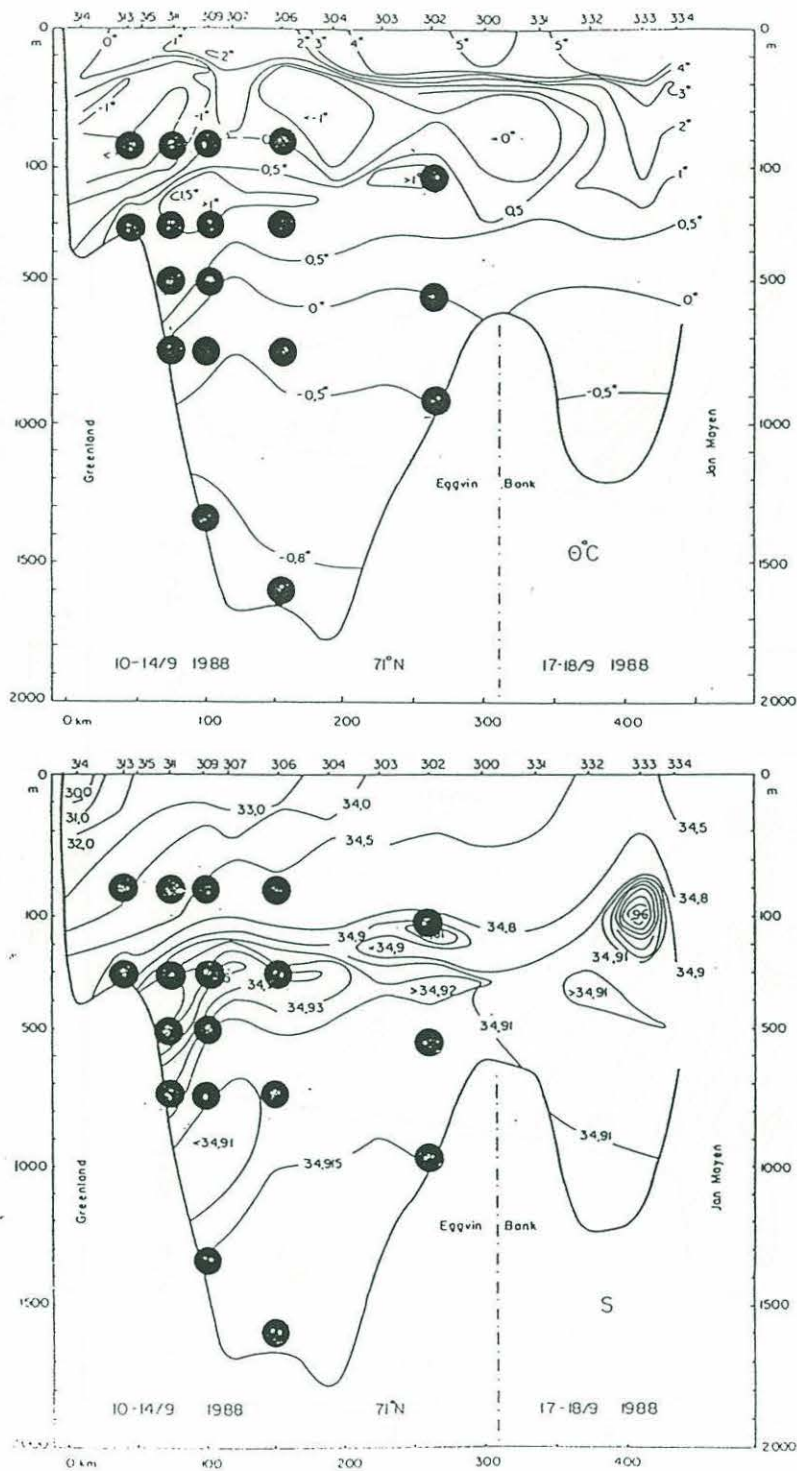 314 313 315 311 309 307 306 304 303 302 300 331 332 333 334
0
m
0
m
0° 1° 2° 2° 3° 4° 5° 5° 4°
3°
-1° -1° <-1° ~0° 2°
100
100
0,5° >1° 1°
>1°
0,5 0,5° 0,5°
500
500
0,5°
0° 0°
-0,5° -0,5°
1000
1000
Greenland
Jan Mayen
Eggvin Bank
-0,8°
1500
1500
Θ°C
10-14/9 1988 71°N 17-18/9 1988
2000
2000
0 km 100 200 300 400
314 313 315 311 309 307 306 304 303 302 300 331 332 333 334
0
m
0
m
30,0 33,0 34,0
31,0
32,0 34,5 34,5
34,8
100
100
34,9 34,8
<34,9 34,91 34,9
34,93 >34,92 >34,91
500
500
34,91
<34,91 34,91
34,915
1000
1000
Greenland
Jan Mayen
Eggvin Bank
1500
1500
S
10-14/9 1988 71°N 17-18/9 1988
2000
0 km 100 200 300 400